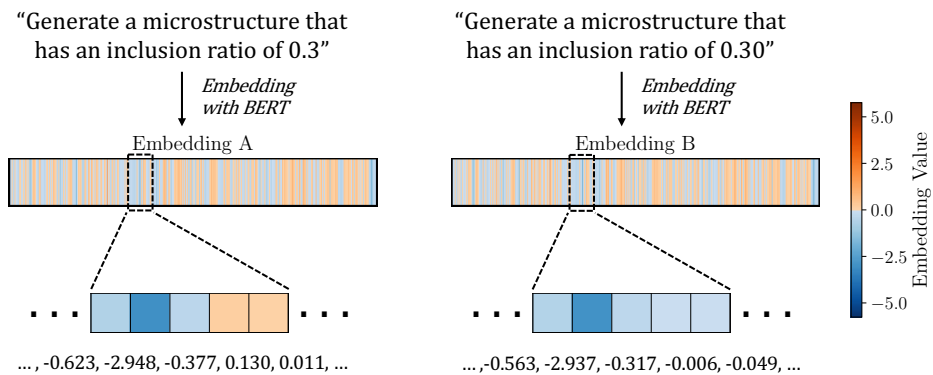 “Generate a microstructure that
has an inclusion ratio of 0.3”
Embedding
with BERT
Embedding A
. . .
. . .
... , -0.623, -2.948, -0.377, 0.130, 0.011, ...
“Generate a microstructure that
has an inclusion ratio of 0.30”
Embedding
with BERT
Embedding B
. . .
. . .
... ,-0.563, -2.937, -0.317, -0.006, -0.049, ...
5.0
2.5
0.0
−2.5
−5.0
Embedding Value